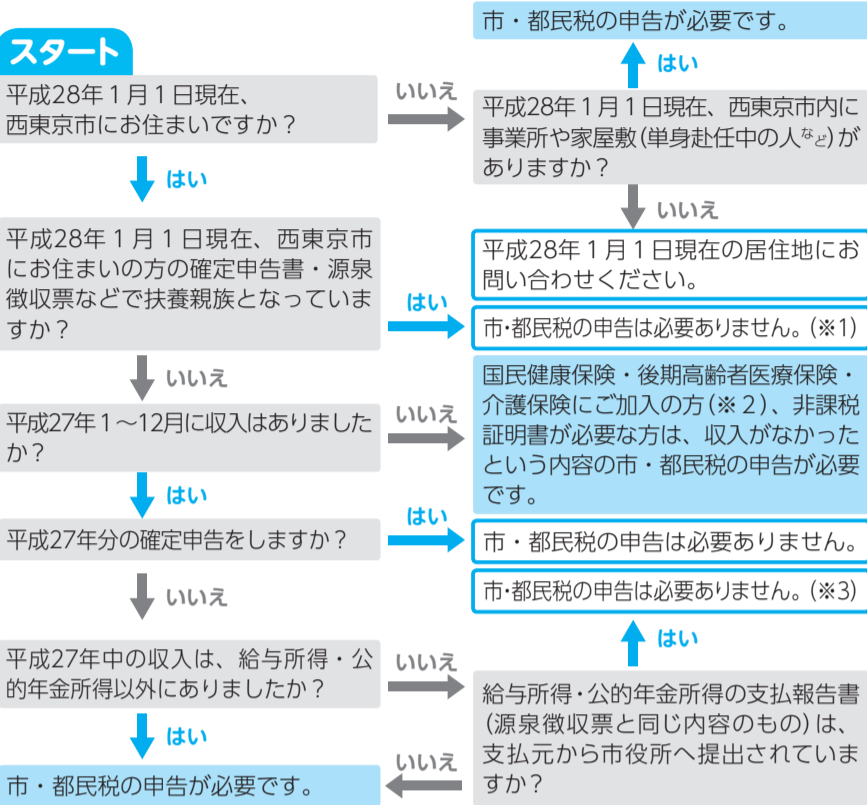 スタート
平成28年1月1日現在、
西東京市にお住まいですか？
いいえ
はい
平成28年1月1日現在、西東京市内に
事業所や家屋敷(単身赴任中の人など)が
ありますか？
はい
市・都民税の申告が必要です。
いいえ
平成28年1月1日現在の居住地にお
問い合わせください。
平成28年1月1日現在、西東京市
にお住まいの方の確定申告書・源泉
徴収票などで扶養親族となっていま
すか？
はい
市・都民税の申告は必要ありません。(※1)
いいえ
平成27年1～12月に収入はありました
か？
いいえ
国民健康保険・後期高齢者医療保険・
介護保険にご加入の方(※2)、非課税
証明書が必要な方は、収入がなかった
という内容の市・都民税の申告が必要
です。
はい
平成27年分の確定申告をしますか？
はい
市・都民税の申告は必要ありません。
いいえ
平成27年中の収入は、給与所得・公
的年金所得以外にありましたか？
いいえ
給与所得・公的年金所得の支払報告書
(源泉徴収票と同じ内容のもの)は、
支払元から市役所へ提出されていま
すか？
はい
市・都民税の申告は必要ありません。(※3)
はい
いいえ
市・都民税の申告が必要です。